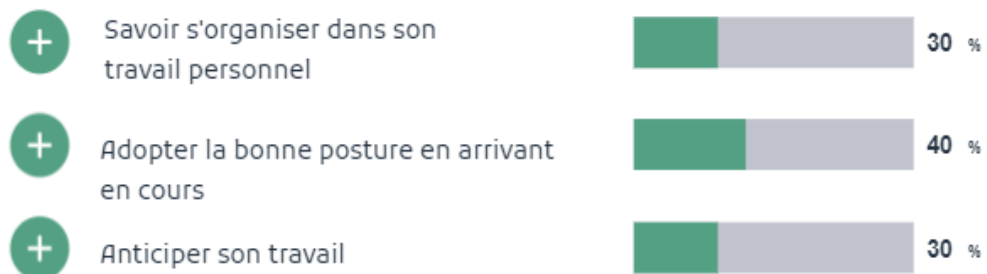 Savoir s'organiser dans son
travail personnel
30 %
Adopter la bonne posture en arrivant
en cours
40 %
Anticiper son travail
30 %